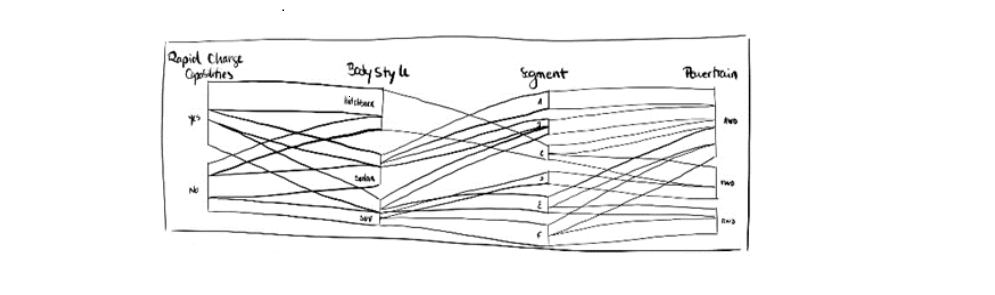 Rapid Charge
Capabilities
Body Style
Segment
Powertrain
Yes
No
Hatchback
Sedan
SUV
A
B
C
D
E
F
AWD
FWD
RWD